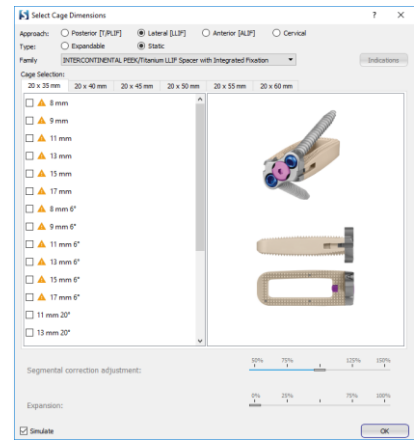 Select Cage Dimensions
? ×
Approach: Posterior [T/PLIF] Lateral [LLIF] Anterior [ALIF] Cervical
Type: Expandable Static
Family INTERCONTINENTAL PEEK/Titanium LLIF Spacer with Integrated Fixation Indications
Cage Selection:
20 x 35 mm 20 x 40 mm 20 x 45 mm 20 x 50 mm 20 x 55 mm 20 x 60 mm
8 mm
9 mm
11 mm
13 mm
15 mm
17 mm
8 mm 6°
9 mm 6°
11 mm 6°
13 mm 6°
15 mm 6°
17 mm 6°
11 mm 20°
13 mm 20°
50% 75% 125% 150%
Segmental correction adjustment:
0% 25% 75% 100%
Expansion:
Simulate OK